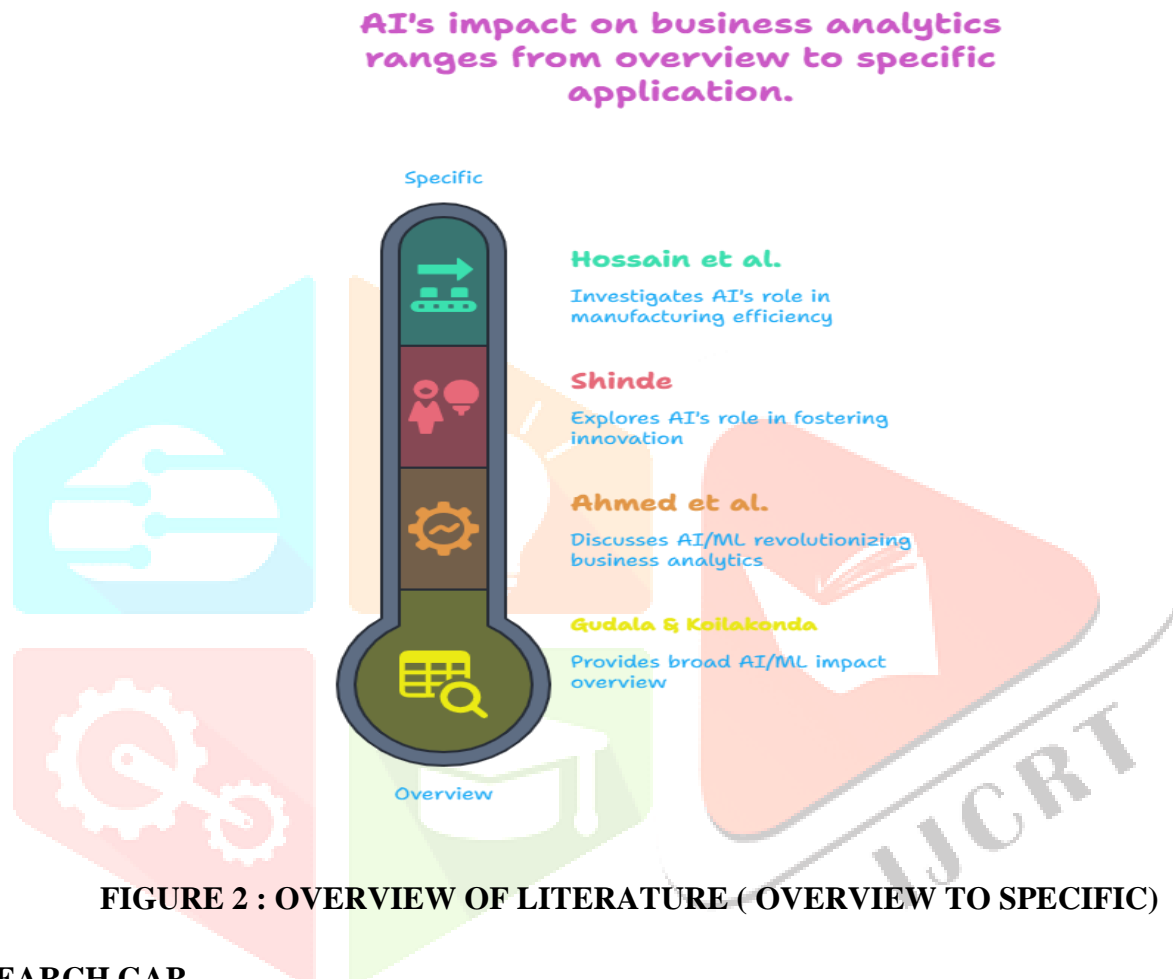 AI's impact on business analytics
ranges from overview to specific
application.
Specific
Hossain et al.
Investigates AI's role in
manufacturing efficiency
Shinde
Explores AI's role in fostering
innovation
Ahmed et al.
Discusses AI/ML revolutionizing
business analytics
Gudala & Koilakonda
Provides broad AI/ML impact
overview
Overview
IJCRT
FIGURE 2 : OVERVIEW OF LITERATURE ( OVERVIEW TO SPECIFIC)